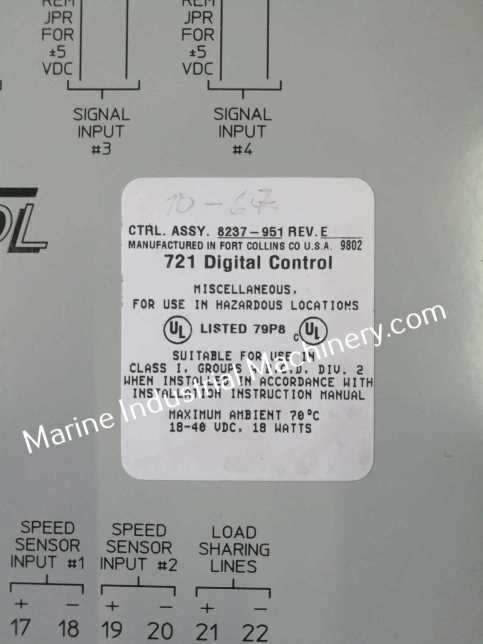 REM
JPR
FOR
±5
VDC
REM
JPR
FOR
±5
VDC
SIGNAL
INPUT
#3
SIGNAL
INPUT
#4
OL
10-67
CTRL. ASSY. 8237-951 REV. E
MANUFACTURED IN FORT COLLINS CO U.S.A. 9802
721 Digital Control
MISCELLANEOUS.
FOR USE IN HAZARDOUS LOCATIONS
UL LISTED 79P8 c UL
SUITABLE FOR USE IN
CLASS I, GROUPS A,B,C,D, DIV. 2
WHEN INSTALLED IN ACCORDANCE WITH
INSTALLATION INSTRUCTION MANUAL
MAXIMUM AMBIENT 70°C
18-40 VDC. 18 WATTS
Marine Industrial Machinery.com
SPEED
SENSOR
INPUT #1
SPEED
SENSOR
INPUT #2
LOAD
SHARING
LINES
+ − + − + −
17 18 19 20 21 22